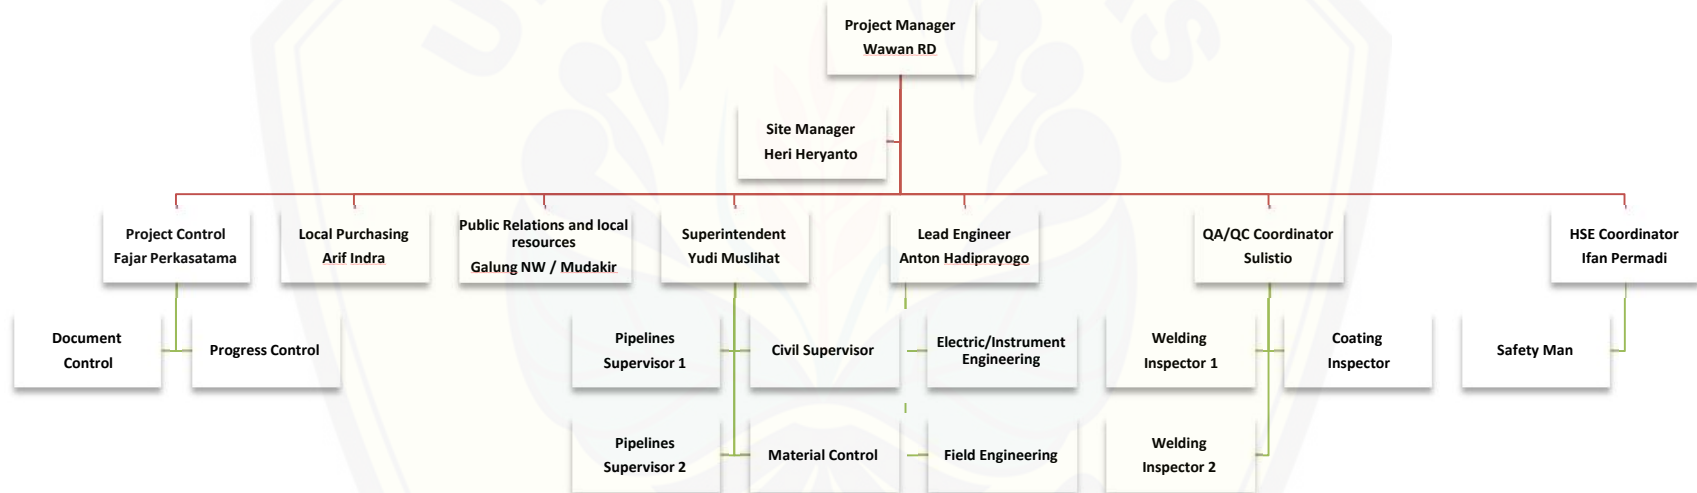 Project Manager
Wawan RD
Site Manager
Heri Heryanto
Project Control
Fajar Perkasatama
Local Purchasing
Arif Indra
Public Relations and local
resources
Galung NW / Mudakir
Superintendent
Yudi Muslihat
Lead Engineer
Anton Hadiprayogo
QA/QC Coordinator
Sulistio
HSE Coordinator
Ifan Permadi
Document
Control
Progress Control
Pipelines
Supervisor 1
Civil Supervisor
Electric/Instrument
Engineering
Welding
Inspector 1
Coating
Inspector
Safety Man
Pipelines
Supervisor 2
Material Control
Field Engineering
Welding
Inspector 2